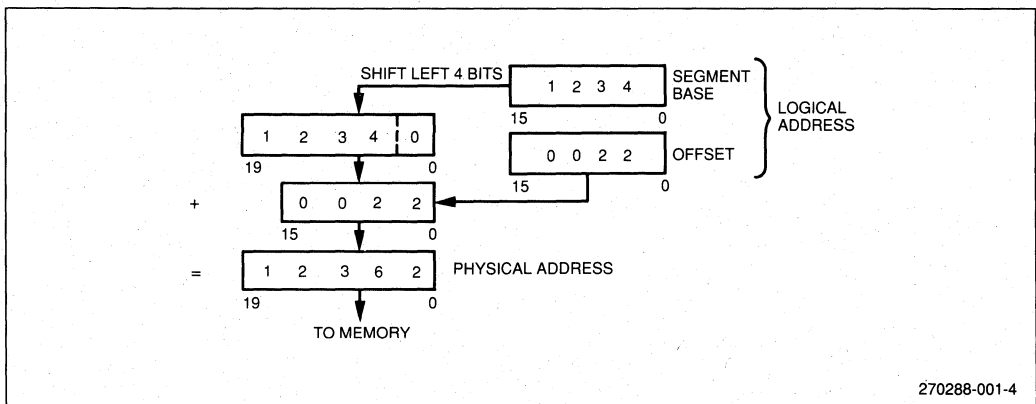 SHIFT LEFT 4 BITS
1 2 3 4
SEGMENT
BASE
15 0
LOGICAL
ADDRESS
1 2 3 4 0
19 0
0 0 2 2
OFFSET
15 0
+
0 0 2 2
15 0
=
1 2 3 6 2
PHYSICAL ADDRESS
19 0
TO MEMORY
270288-001-4